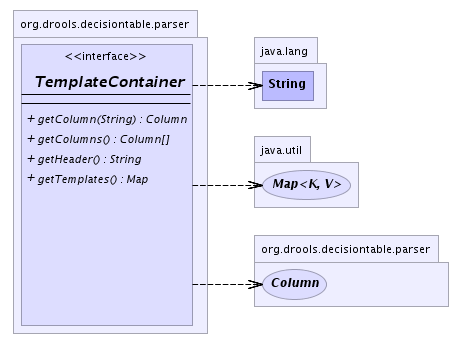 org.drools.decisiontable.parser
<<interface>>
TemplateContainer
+ getColumn(String) : Column
+ getColumns() : Column[]
+ getHeader() : String
+ getTemplates() : Map
java.lang
String
java.util
Map<K, V>
org.drools.decisiontable.parser
Column